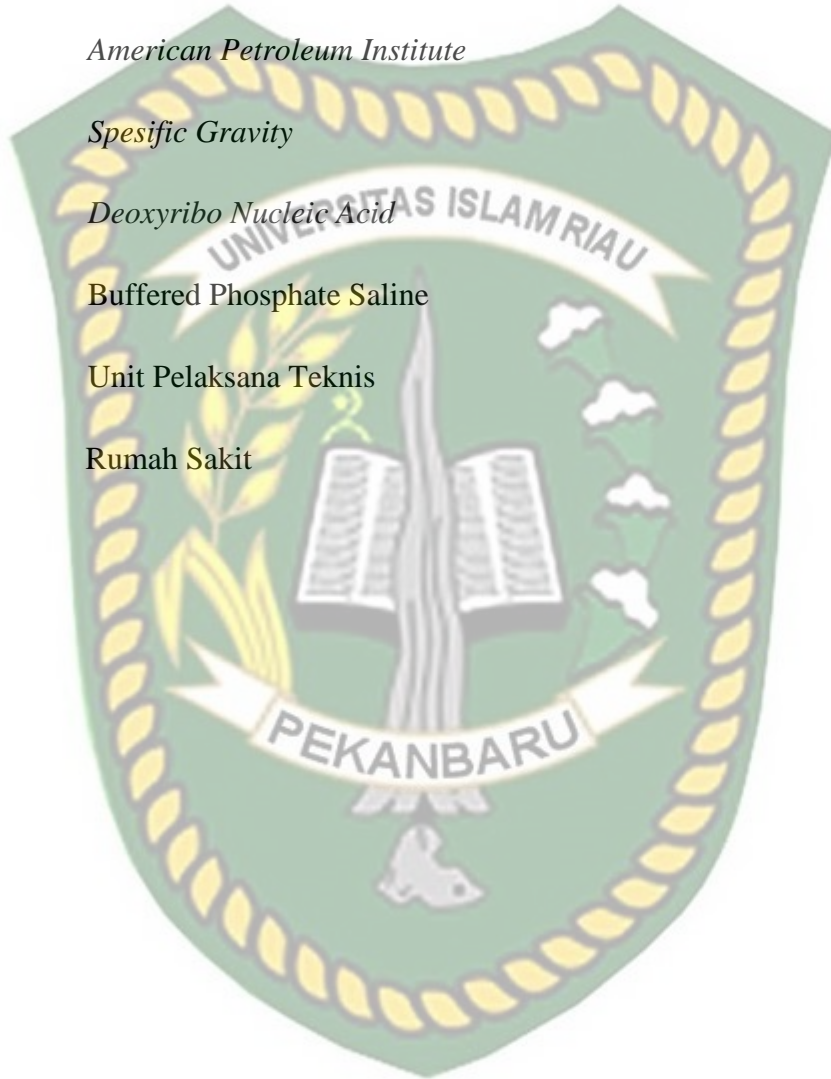 American Petroleum Institute
Spesific Gravity
Deoxyribo Nucleic Acid
UNIVERSITAS ISLAM RIAU
Buffered Phosphate Saline
Unit Pelaksana Teknis
Rumah Sakit
PEKANBARU